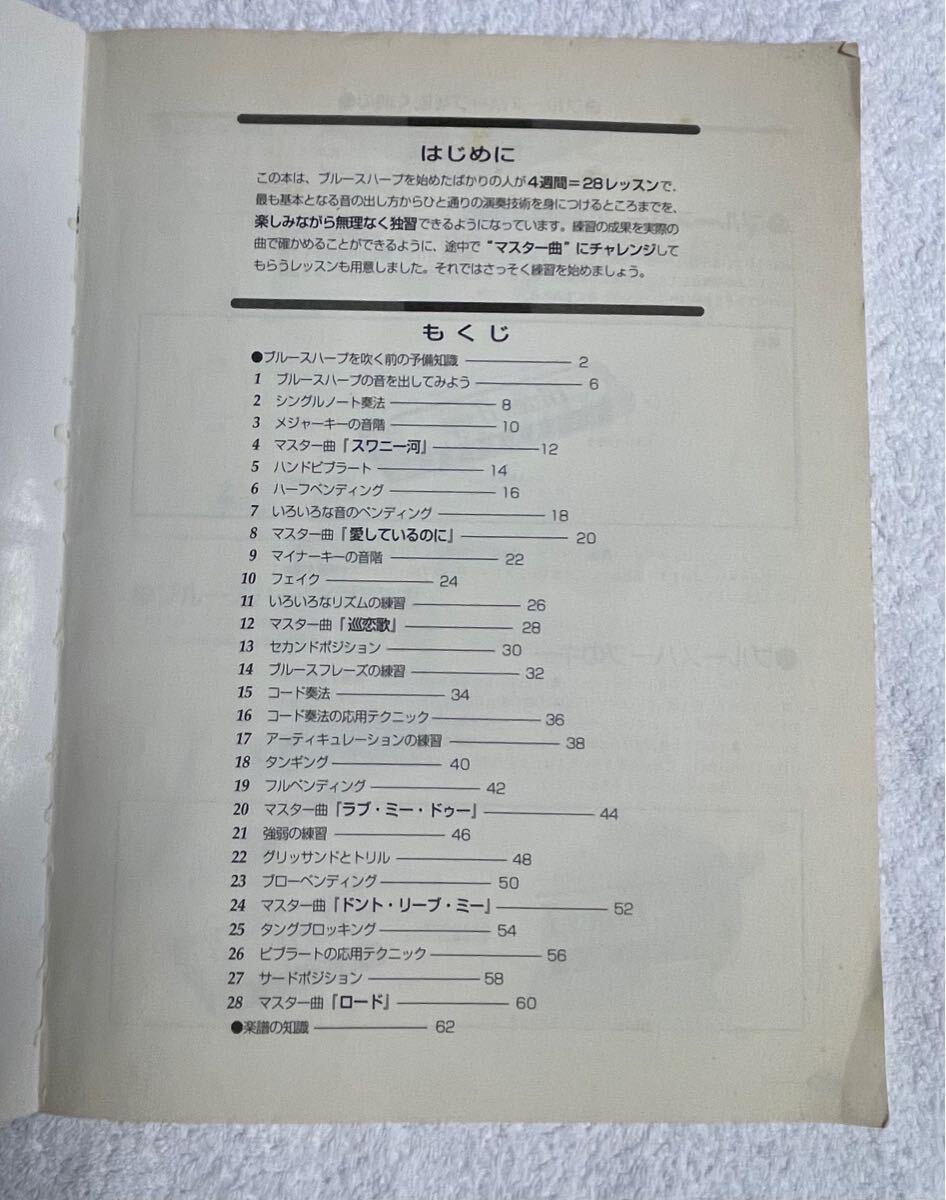 はじめに
この本は、ブルースハープを始めたばかりの人が4週間=28レッスンで、
最も基本となる音の出し方からひと通りの演奏技術を身につけるところまでを、
楽しみながら無理なく独習できるようになっています。練習の成果を実際の
曲で確かめることができるように、途中で“マスター曲”にチャレンジして
もらうレッスンも用意しました。それではさっそく練習を始めましょう。
もくじ
●ブルースハープを吹く前の予備知識 2
1 ブルースハープの音を出してみよう 6
2 シングルノート奏法 8
3 メジャーキーの音階 10
4 マスター曲『スワニー河』 12
5 ハンドビブラート 14
6 ハーフベンディング 16
7 いろいろな音のベンディング 18
8 マスター曲『愛しているのに』 20
9 マイナーキーの音階 22
10 フェイク 24
11 いろいろなリズムの練習 26
12 マスター曲『巡恋歌』 28
13 セカンドポジション 30
14 ブルースフレーズの練習 32
15 コード奏法 34
16 コード奏法の応用テクニック 36
17 アーティキュレーションの練習 38
18 タンギング 40
19 フルベンディング 42
20 マスター曲『ラブ・ミー・ドゥー』 44
21 強弱の練習 46
22 グリッサンドとトリル 48
23 ブローベンディング 50
24 マスター曲『ドント・リーブ・ミー』 52
25 タングブロッキング 54
26 ビブラートの応用テクニック 56
27 サードポジション 58
28 マスター曲『ロード』 60
●楽譜の知識 62